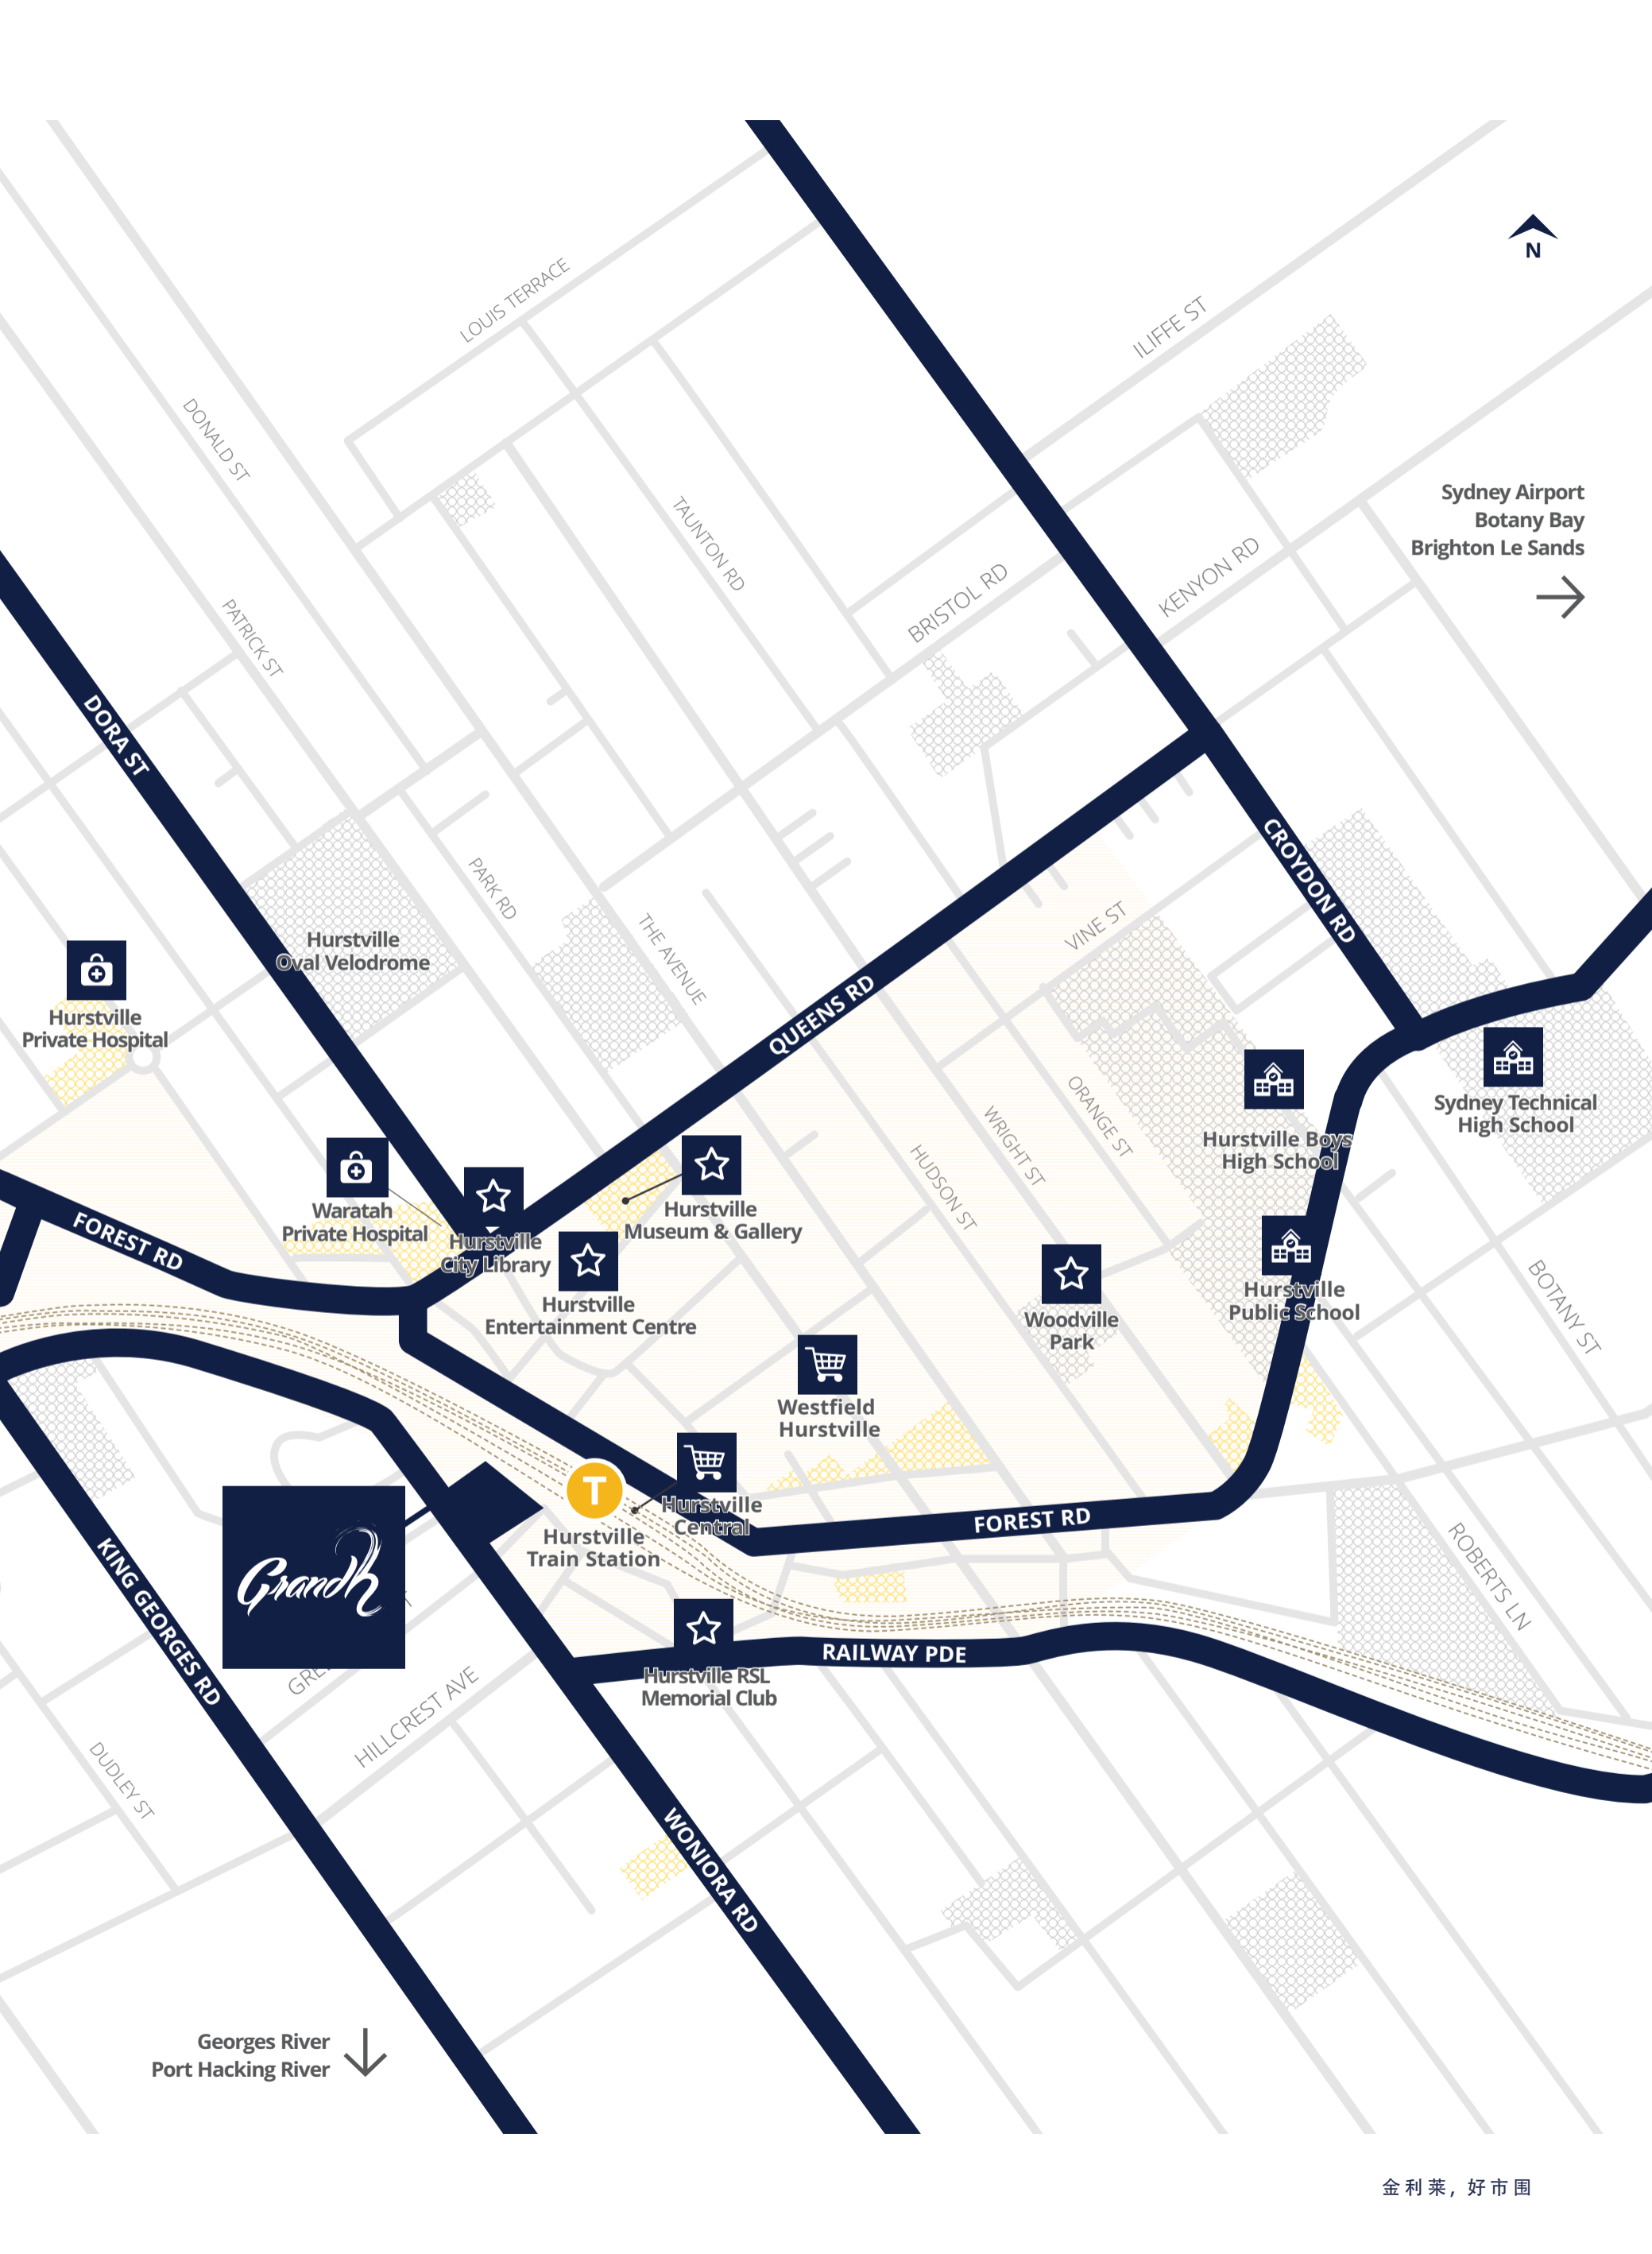 N
LOUIS TERRACE
ILIFFE ST
DONALD ST
Sydney Airport
Botany Bay
Brighton Le Sands
TAUNTON RD
BRISTOL RD
KENYON RD
PATRICK ST
DORA ST
PARK RD
CROYDON RD
VINE ST
THE AVENUE
Hurstville
Oval Velodrome
QUEENS RD
Hurstville
Private Hospital
ORANGE ST
WRIGHT ST
HUDSON ST
Hurstville Boys
High School
Sydney Technical
High School
Waratah
Private Hospital
Hurstville
Museum & Gallery
FOREST RD
Hurstville
City Library
Hurstville
Entertainment Centre
Woodville
Park
Hurstville
Public School
BOTANY ST
Westfield
Hurstville
T
Hurstville
Central
Hurstville
Train Station
FOREST RD
ROBERTS LN
GrandH
KING GEORGES RD
HILLCREST AVE
RAILWAY PDE
Hurstville RSL
Memorial Club
DUDLEY ST
WONIORA RD
Georges River
Port Hacking River
金利莱，好市围